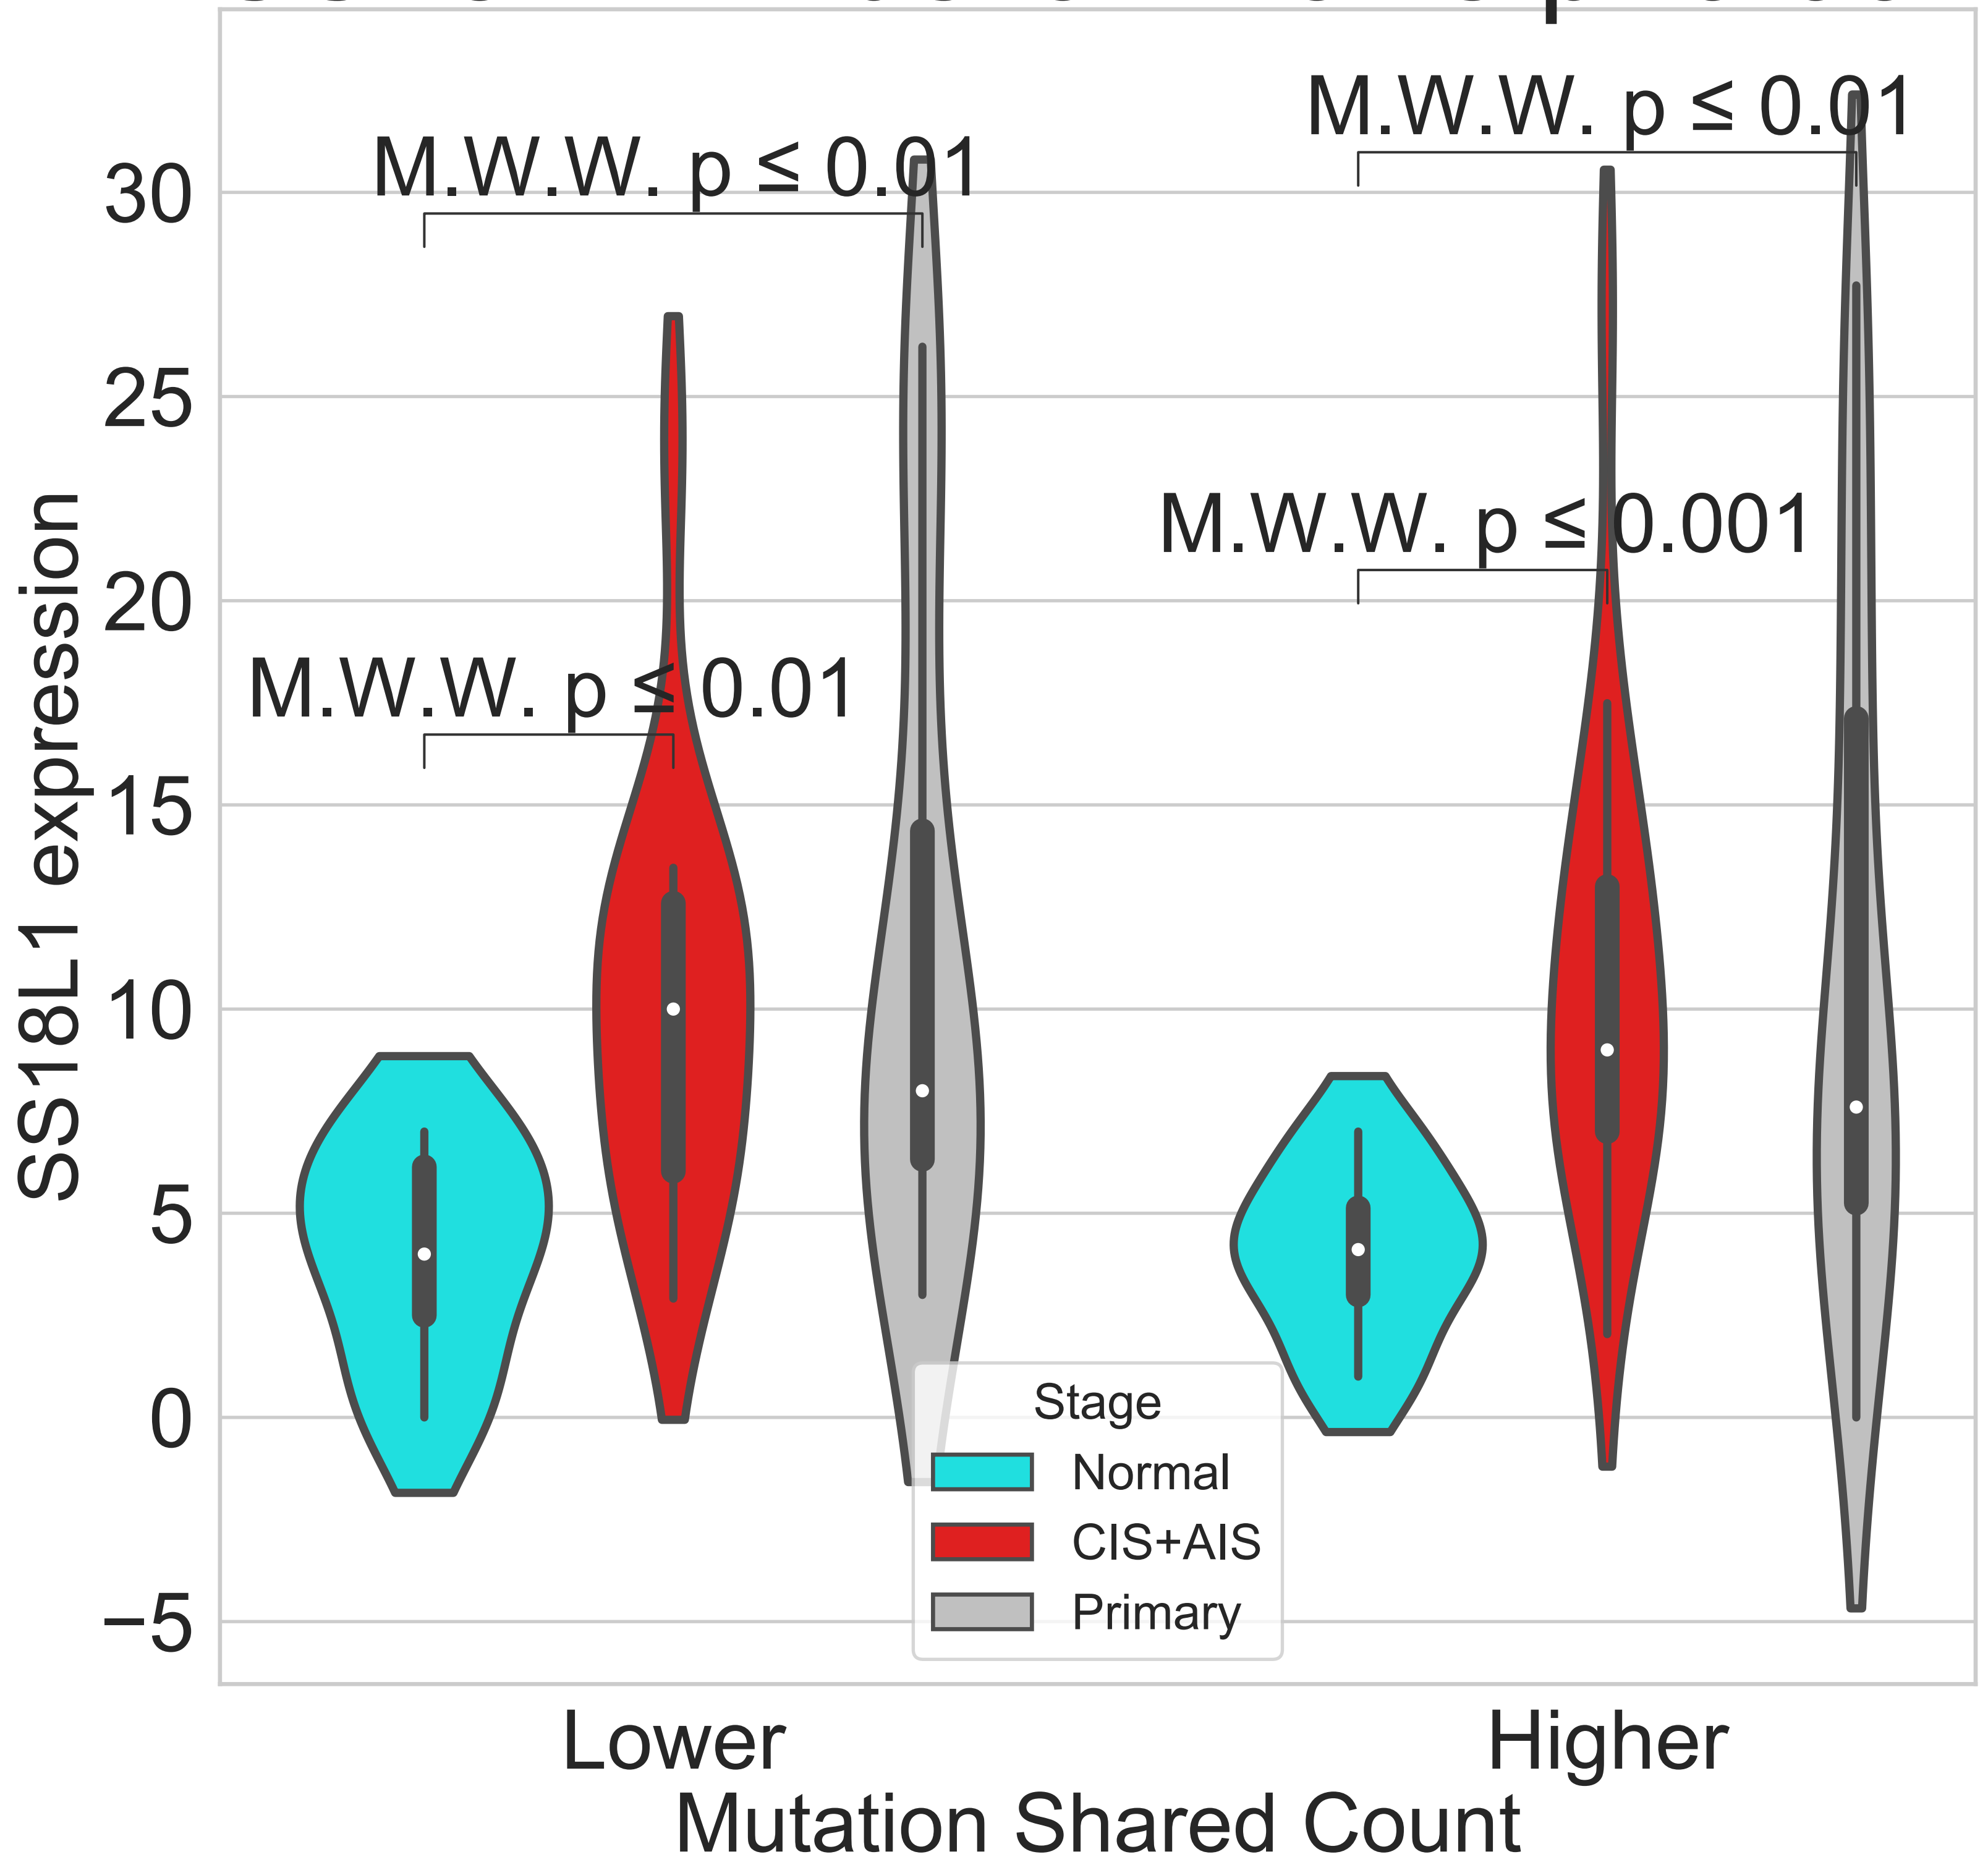 M.W.W. p ≤ 0.01
M.W.W. p ≤ 0.01
M.W.W. p ≤ 0.001
M.W.W. p ≤ 0.01
30
25
20
15
10
5
0
−5
SS18L1 expression
Stage
Normal
CIS+AIS
Primary
Lower
Higher
Mutation Shared Count